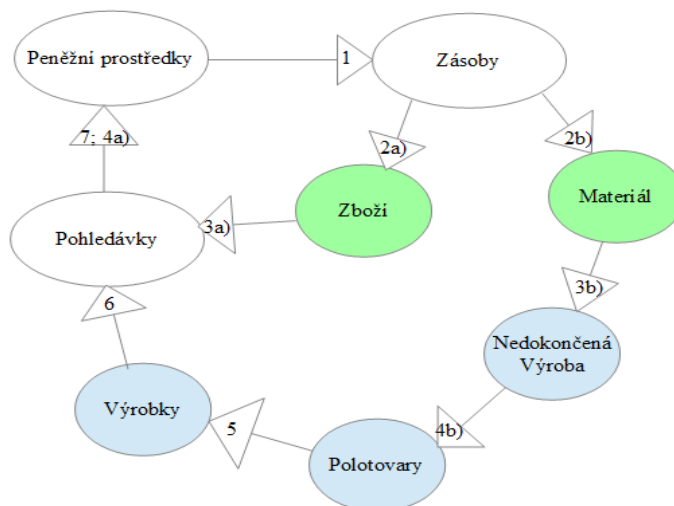 Peněžní prostředky
1
Zásoby
7; 4a)
2a)
2b)
Zboží
Materiál
Pohledávky
3a)
3b)
6
Nedokončená
Výroba
Výrobky
5
4b)
Polotovary